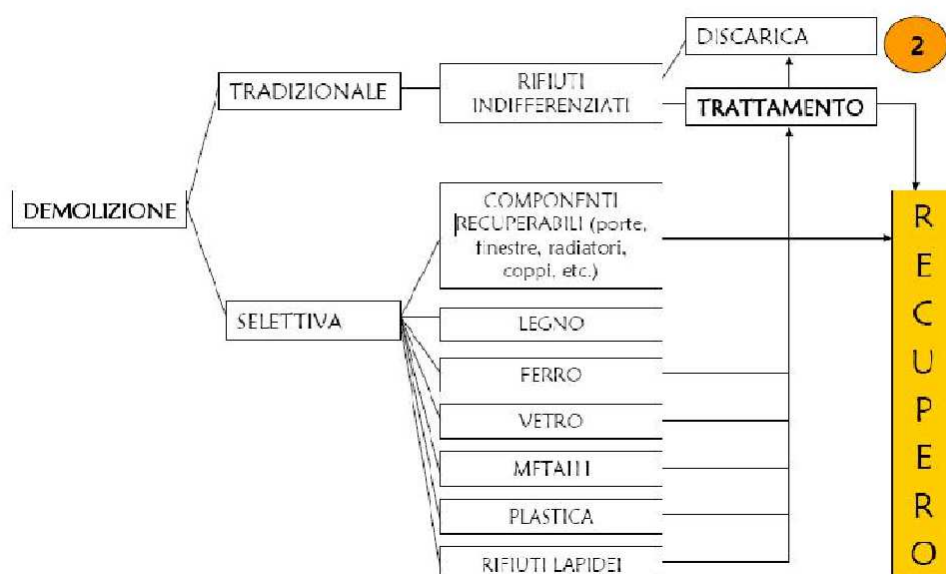 DISCARICA
2
TRADIZIONALE
RIFIUTI
INDIFFERENZIATI
TRATTAMENTO
DEMOLIZIONE
COMPONENTI
RECUPERABILI (porte,
finestre, radiatori,
coppi, etc.)
SELETTIVA
LEGNO
FERRO
VETRO
METALLI
PLASTICA
RIFIUTI LAPIDEI
R
E
C
U
P
E
R
O